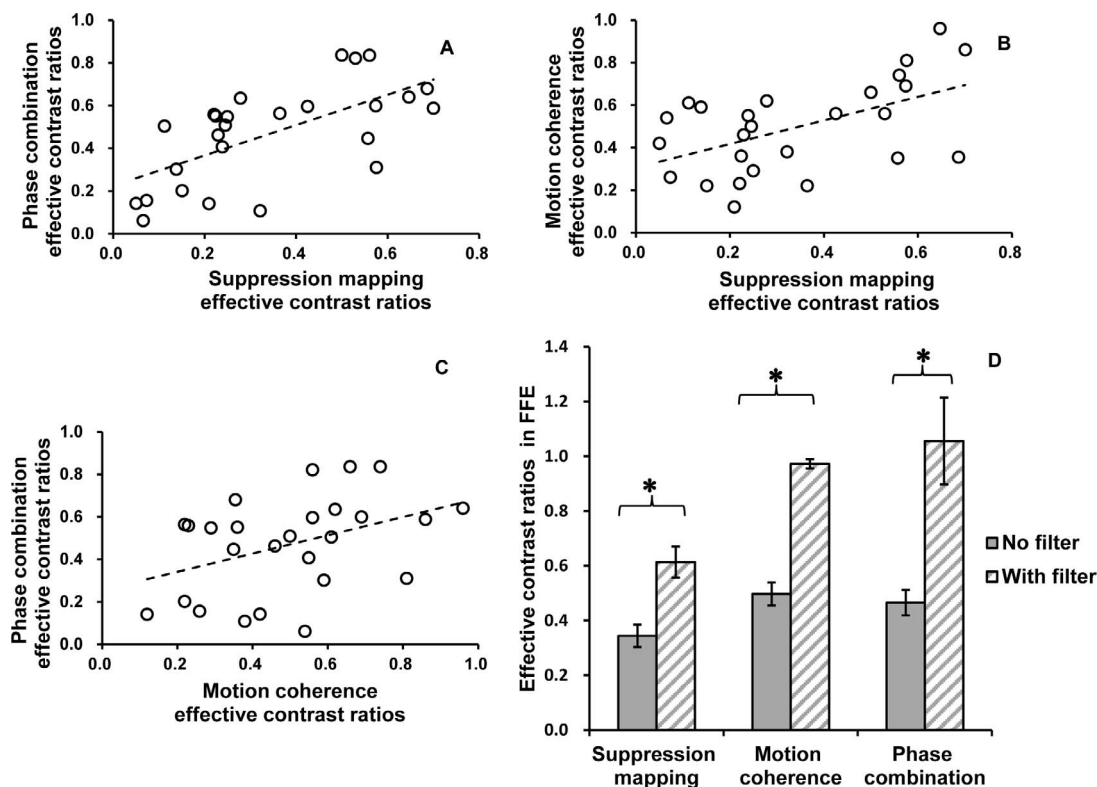 A
Phase combination
effective contrast ratios
1.0
0.8
0.6
0.4
0.2
0.0
0.0 0.2 0.4 0.6 0.8
Suppression mapping
effective contrast ratios
B
Motion coherence
effective contrast ratios
1.0
0.8
0.6
0.4
0.2
0.0
0.0 0.2 0.4 0.6 0.8
Suppression mapping
effective contrast ratios
C
Phase combination
effective contrast ratios
1.0
0.8
0.6
0.4
0.2
0.0
0.0 0.2 0.4 0.6 0.8 1.0
Motion coherence
effective contrast ratios
D
Effective contrast ratios in FFE
1.4
1.2
1.0
0.8
0.6
0.4
0.2
0.0
* * *
Suppression
mapping
Motion
coherence
Phase
combination
No filter
With filter